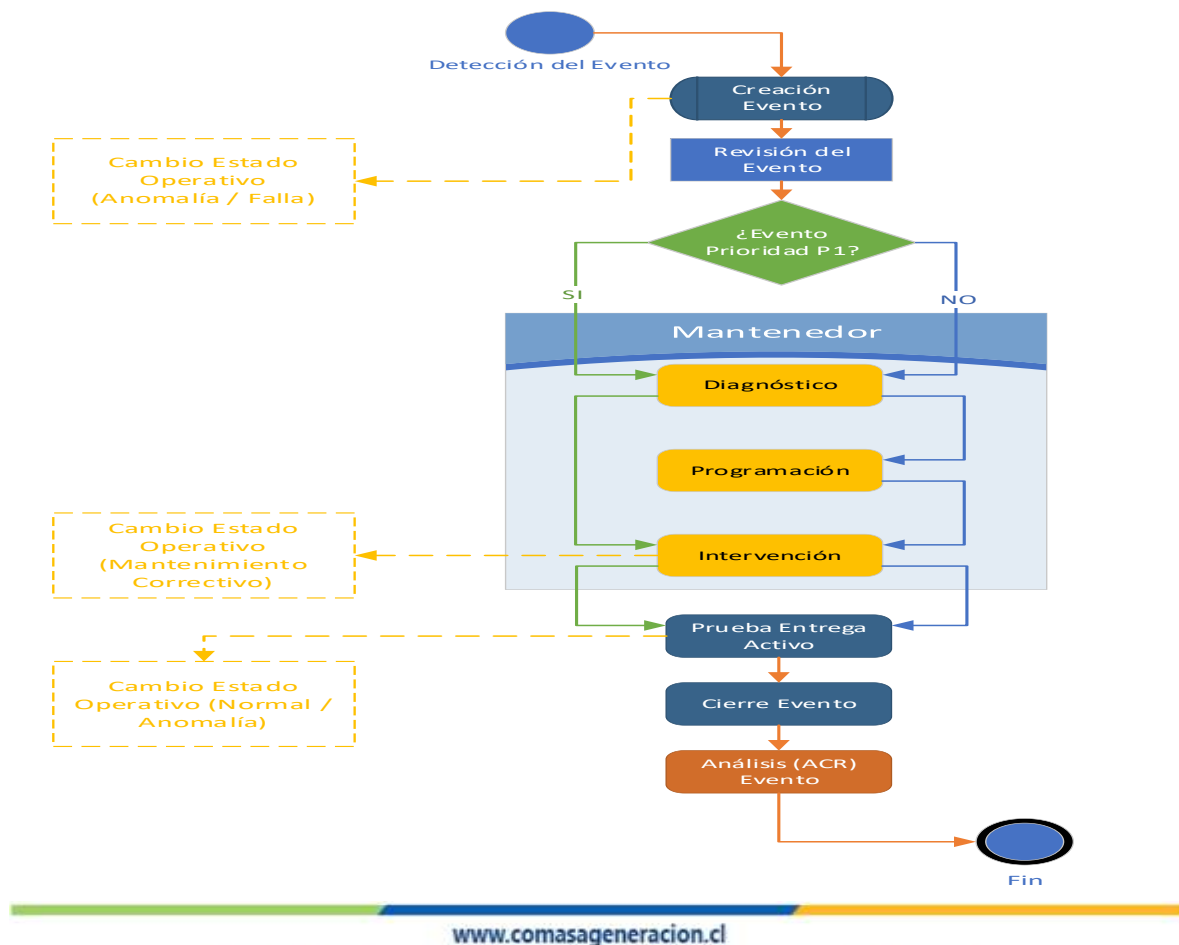 Detección del Evento
Creación
Evento
Cambio Estado
Operativo
(Anomalía / Falla)
Revisión del
Evento
¿Evento
Prioridad P1?
SI
NO
Mantenedor
Diagnóstico
Programación
Cambio Estado
Operativo
(Mantenimiento
Correctivo)
Intervención
Prueba Entrega
Activo
Cambio Estado
Operativo (Normal /
Anomalía)
Cierre Evento
Análisis (ACR)
Evento
Fin
www.comasageneracion.cl